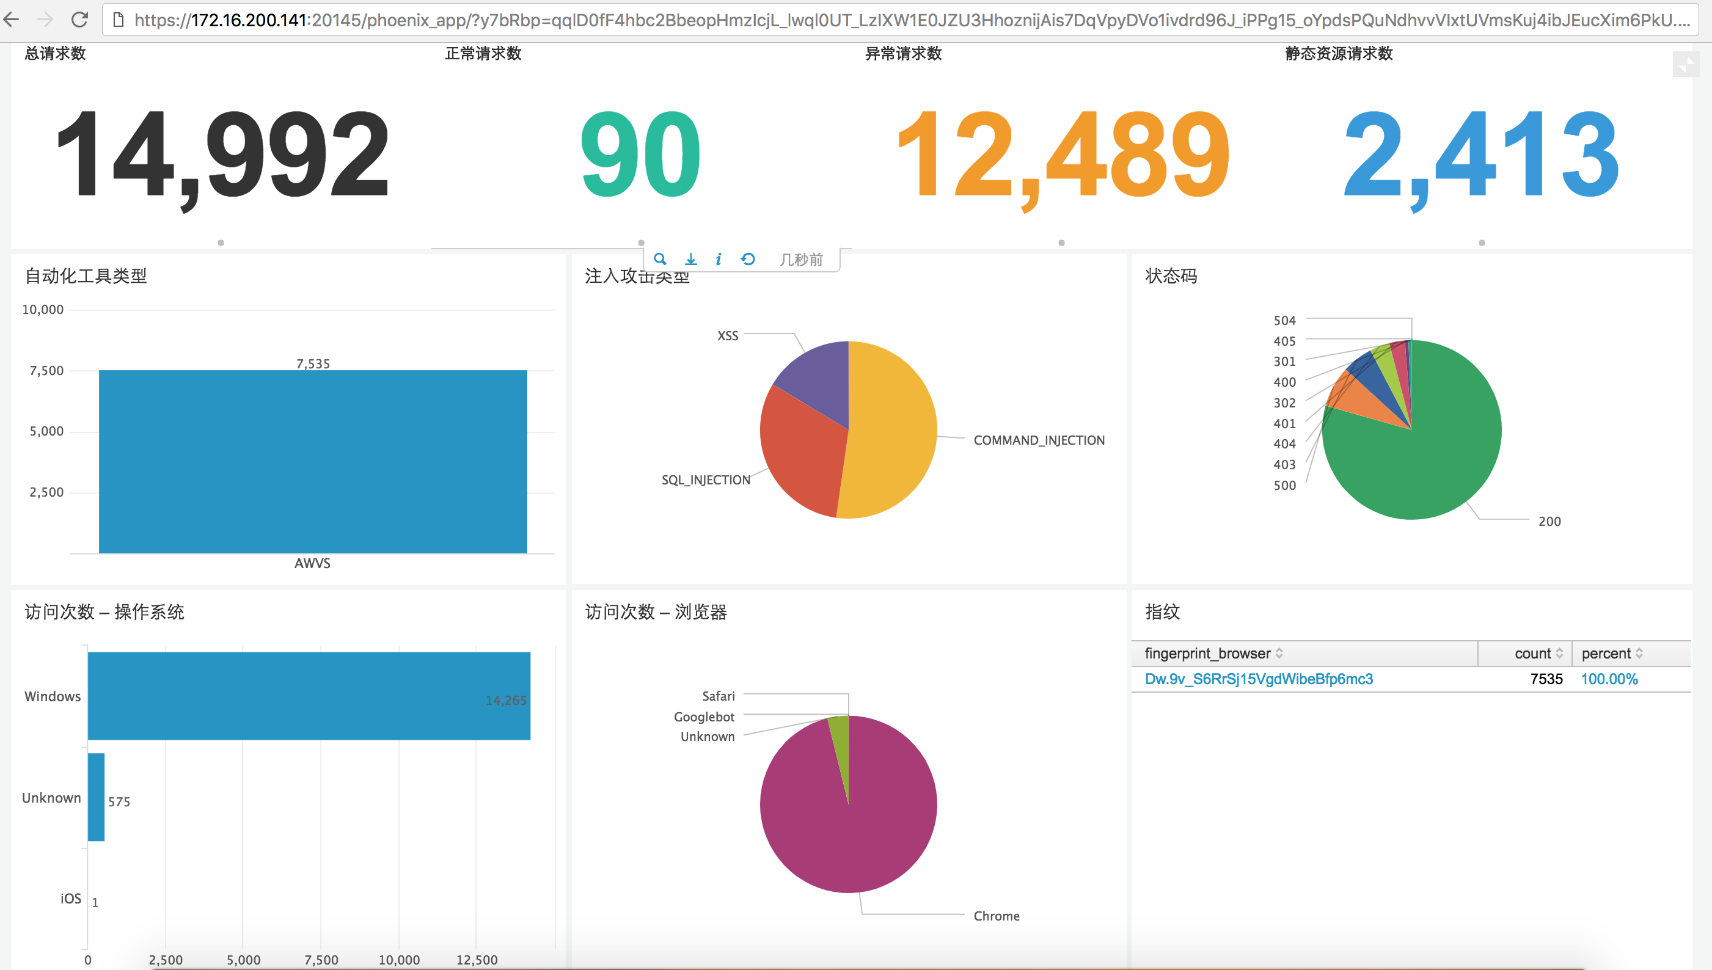 https://172.16.200.141:20145/phoenix_app/?y7bRbp=qqlD0fF4hbc2BbeopHmzIcjL_lwql0UT_LzIXW1E0JZU3HhoznijAis7DqVpyDVo1ivdrd96J_iPPg15_oYpdsPQuNdhvvVIxtUVmsKuj4ibJEucXim6PkU....
总请求数
14,992
正常请求数
90
异常请求数
12,489
静态资源请求数
2,413
几秒前
自动化工具类型
10,000
7,500
5,000
2,500
7,535
AWVS
注入攻击类型
XSS
SQL_INJECTION
COMMAND_INJECTION
状态码
504
405
301
400
302
401
404
403
500
200
访问次数 – 操作系统
Windows
14,265
Unknown
575
iOS
1
0
2,500
5,000
7,500
10,000
12,500
访问次数 – 浏览器
Safari
Googlebot
Unknown
Chrome
指纹
fingerprint_browser count percent
Dw.9v_S6RrSj15VgdWibeBfp6mc3 7535 100.00%